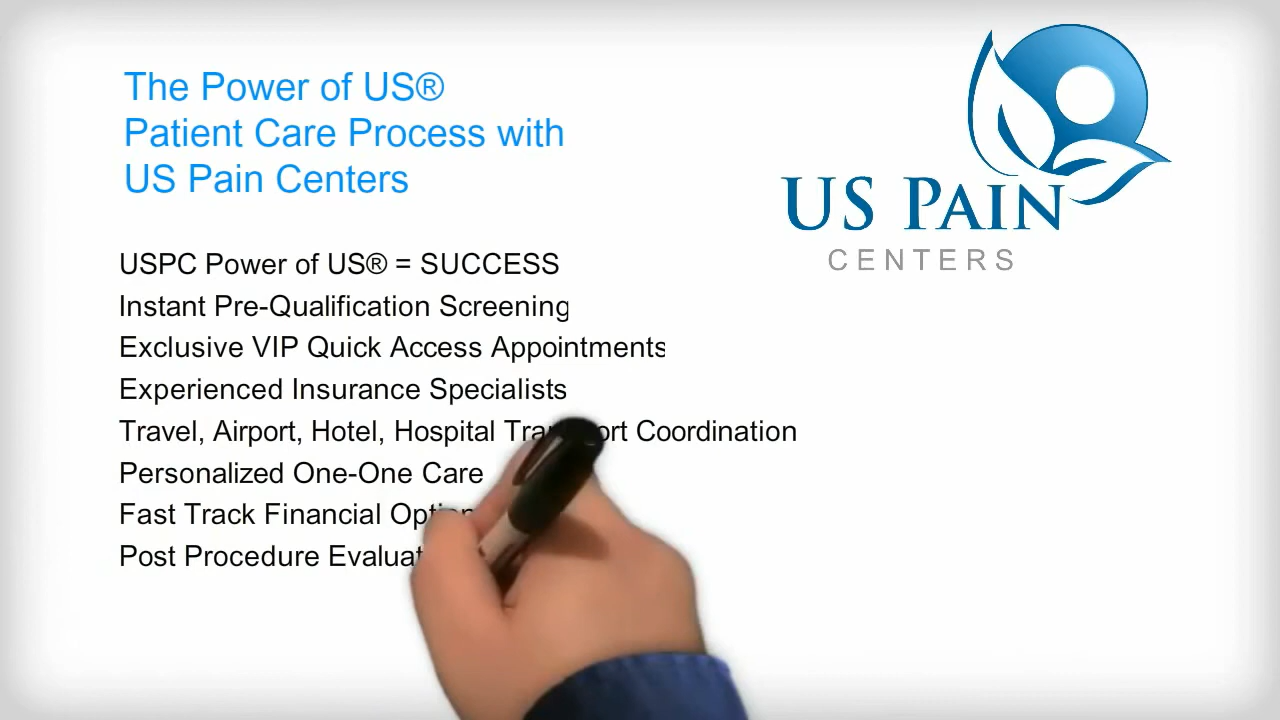 The Power of US®
Patient Care Process with
US Pain Centers
US PAIN
CENTERS
USPC Power of US® = SUCCESS
Instant Pre-Qualification Screening
Exclusive VIP Quick Access Appointments
Experienced Insurance Specialists
Travel, Airport, Hotel, Hospital Coordination
Personalized One-One Care
Fast Track Financial
Post Procedure